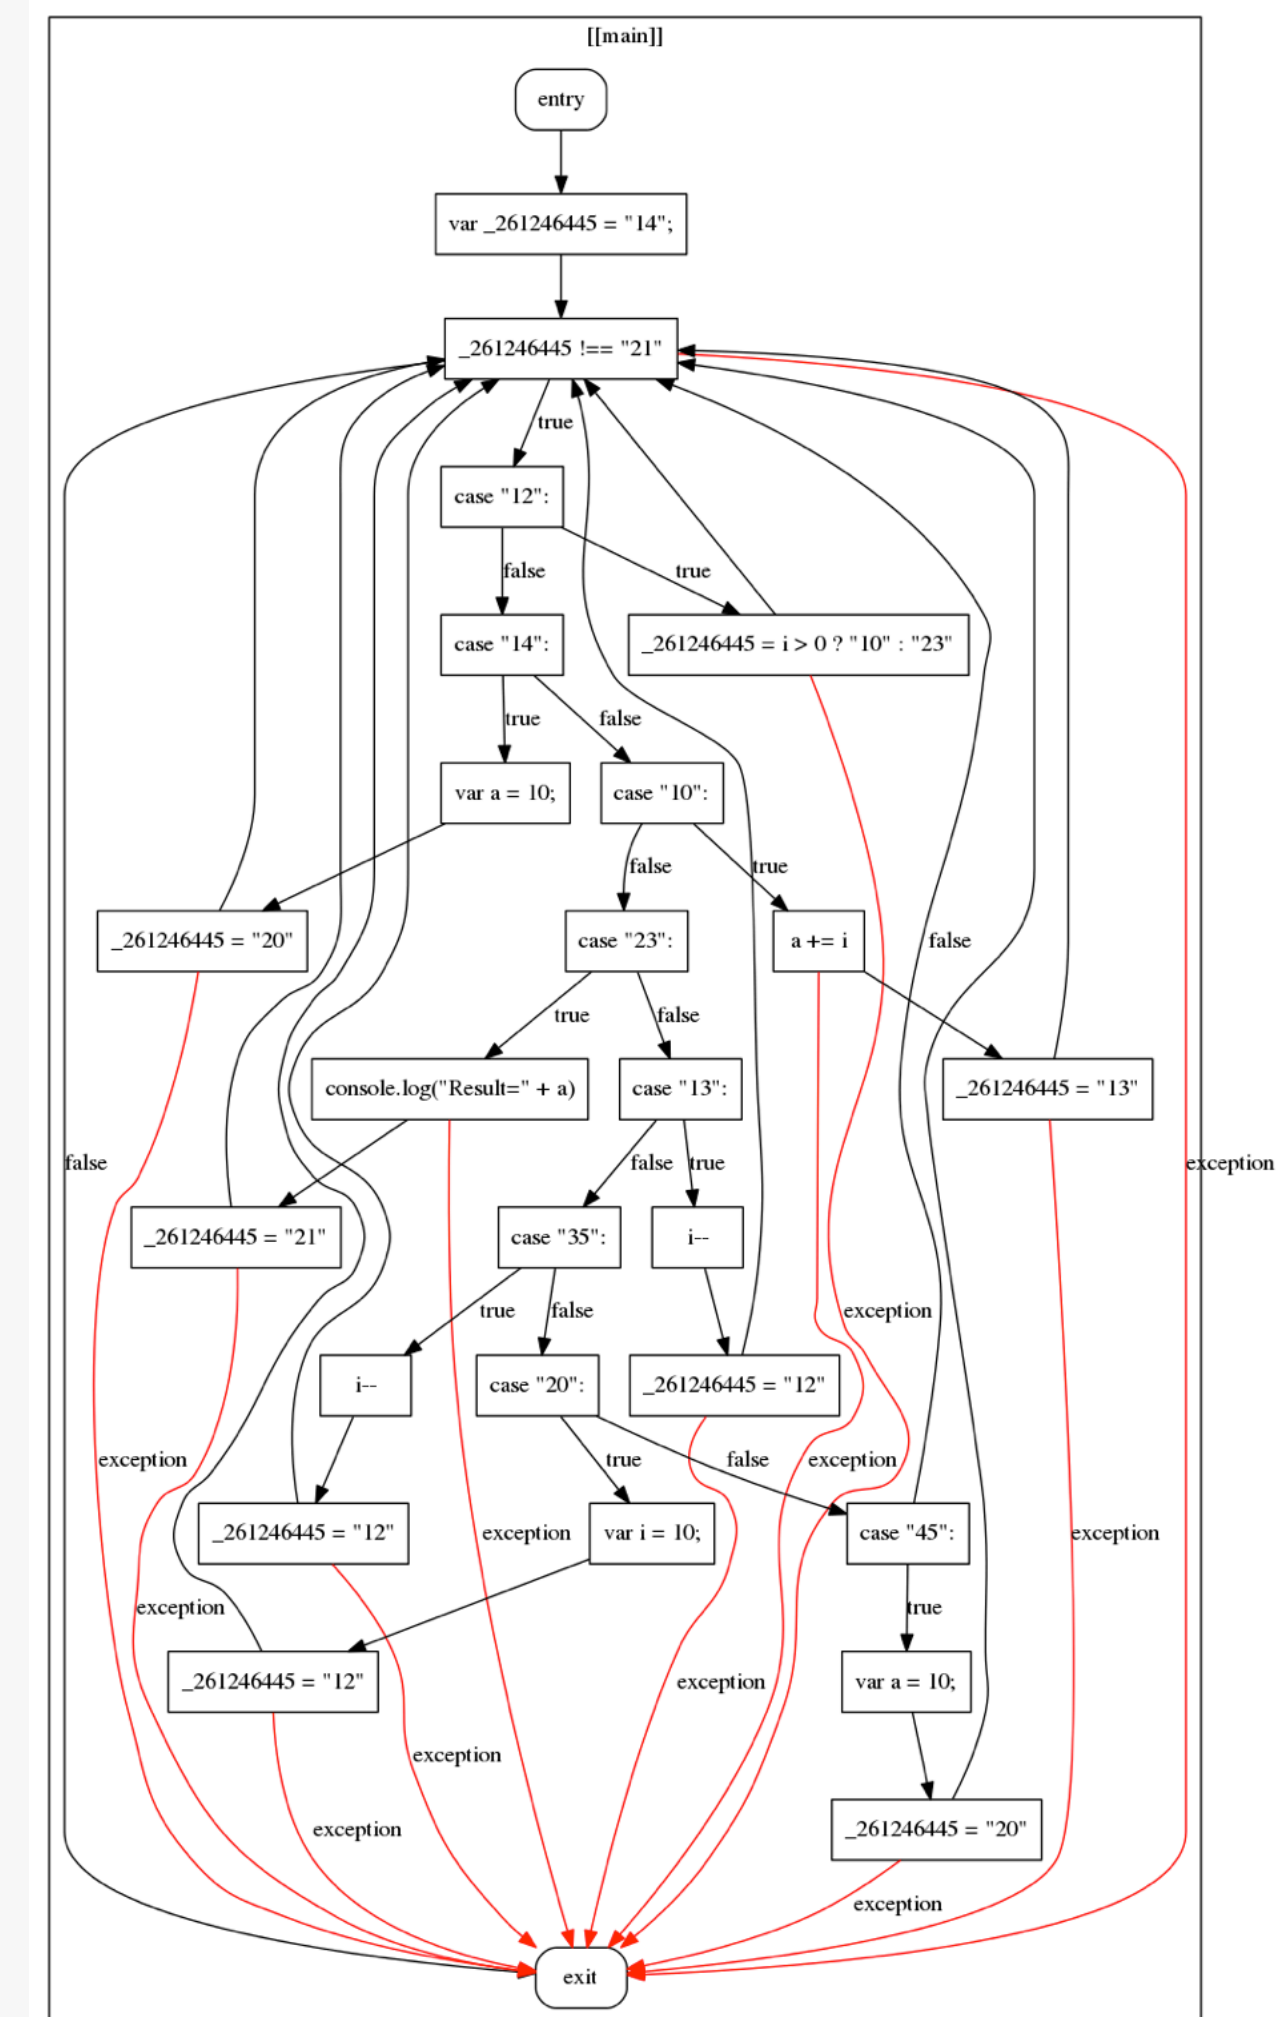 [[main]]
entry
var _261246445 = "14";
_261246445 !== "21"
true
case "12":
false
true
case "14":
_261246445 = i > 0 ? "10" : "23"
true
false
var a = 10;
case "10":
false
true
_261246445 = "20"
case "23":
a += i
false
true
false
console.log("Result=" + a)
case "13":
_261246445 = "13"
false
false
true
exception
_261246445 = "21"
case "35":
i--
true
false
exception
i--
case "20":
_261246445 = "12"
exception
true
false
exception
_261246445 = "12"
exception
var i = 10;
case "45":
exception
exception
true
_261246445 = "12"
exception
var a = 10;
exception
exception
_261246445 = "20"
exception
exit